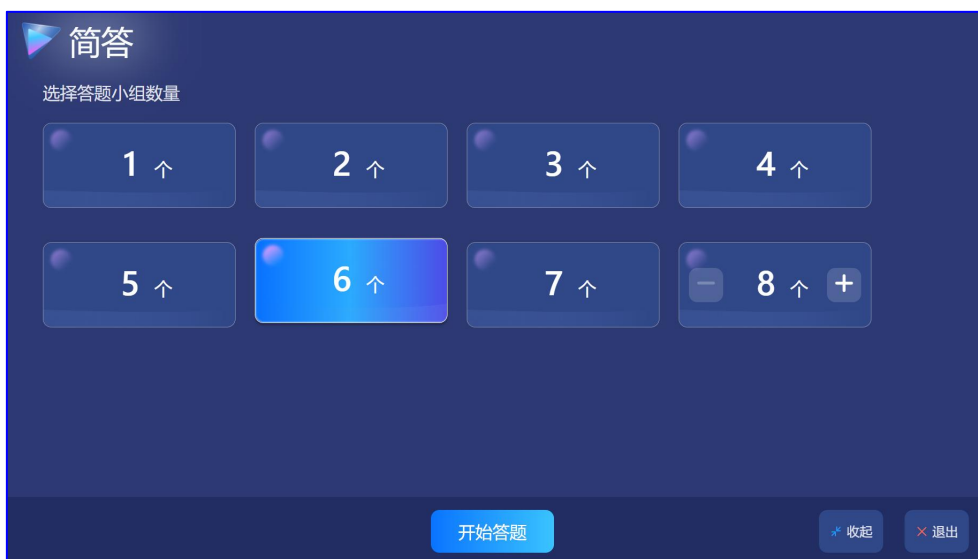 简答
选择答题小组数量
1 个 2 个 3 个 4 个
5 个 6 个 7 个 − 8 个 +
开始答题 收起 × 退出